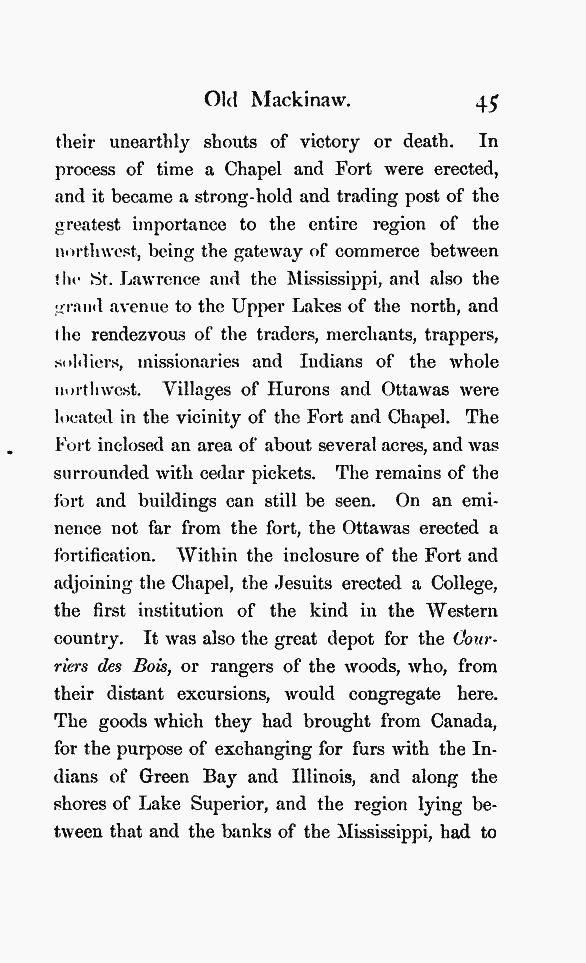 Old Mackinaw. 45
their unearthly shouts of victory or death. In
process of time a Chapel and Fort were erected,
and it became a strong-hold and trading post of the
greatest importance to the entire region of the
northwest, being the gateway of commerce between
the St. Lawrence and the Mississippi, and also the
grand avenue to the Upper Lakes of the north, and
the rendezvous of the traders, merchants, trappers,
soldiers, missionaries and Indians of the whole
northwest. Villages of Hurons and Ottawas were
located in the vicinity of the Fort and Chapel. The
Fort inclosed an area of about several acres, and was
surrounded with cedar pickets. The remains of the
fort and buildings can still be seen. On an emi-
nence not far from the fort, the Ottawas erected a
fortification. Within the inclosure of the Fort and
adjoining the Chapel, the Jesuits erected a College,
the first institution of the kind in the Western
country. It was also the great depot for the Cour-
riers des Bois, or rangers of the woods, who, from
their distant excursions, would congregate here.
The goods which they had brought from Canada,
for the purpose of exchanging for furs with the In-
dians of Green Bay and Illinois, and along the
shores of Lake Superior, and the region lying be-
tween that and the banks of the Mississippi, had to